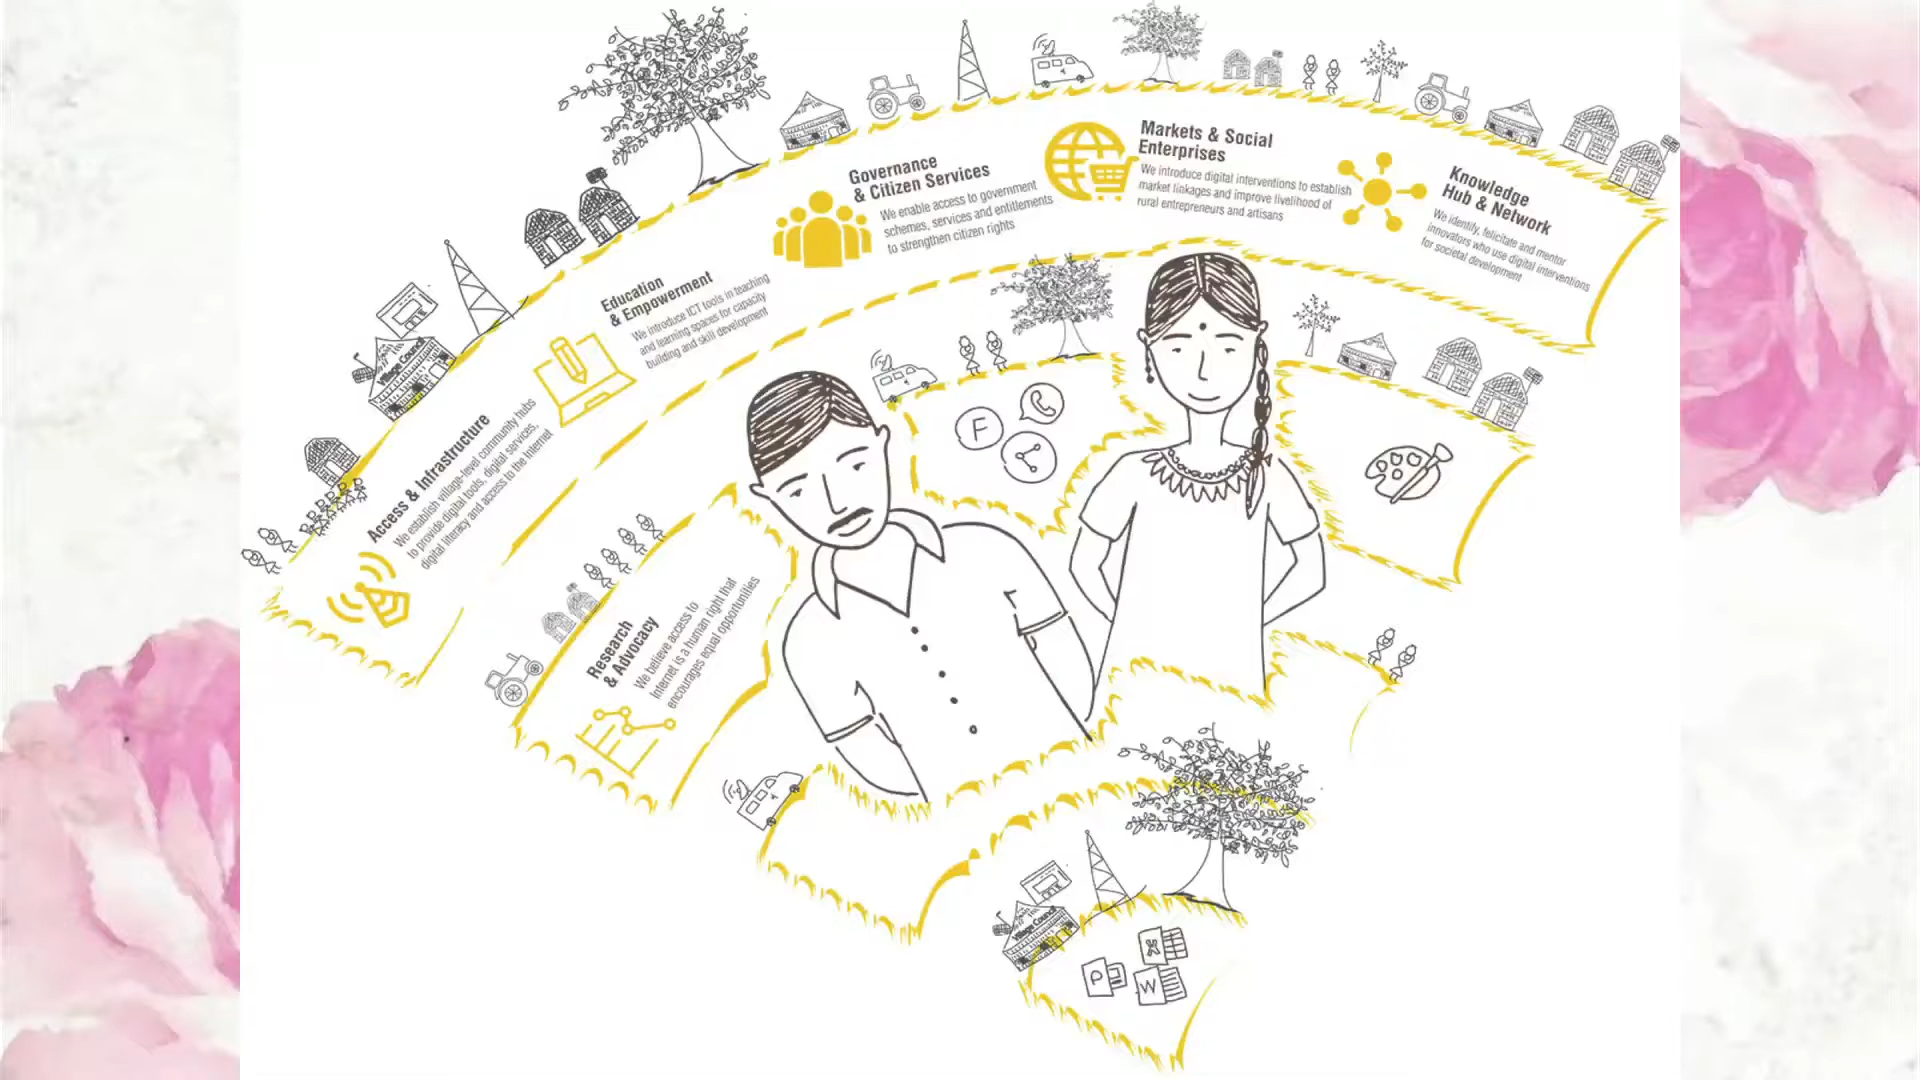 Access & Infrastructure
We establish village-level community hubs
to provide digital tools, digital services,
digital literacy and access to the Internet
Education
& Empowerment
We introduce ICT tools in teaching
and learning spaces for capacity
building and skill development
Governance
& Citizen Services
We enable access to government
schemes, services and entitlements
to strengthen citizen rights
Markets & Social
Enterprises
We introduce digital interventions to establish
market linkages and improve livelihood of
rural entrepreneurs and artisans
Knowledge
Hub & Network
We identify, felicitate and mentor
innovators who use digital interventions
for societal development
Research
& Advocacy
We believe access to
Internet is a human right that
encourages equal opportunities
Village Council
F
Village Council
P
X
W